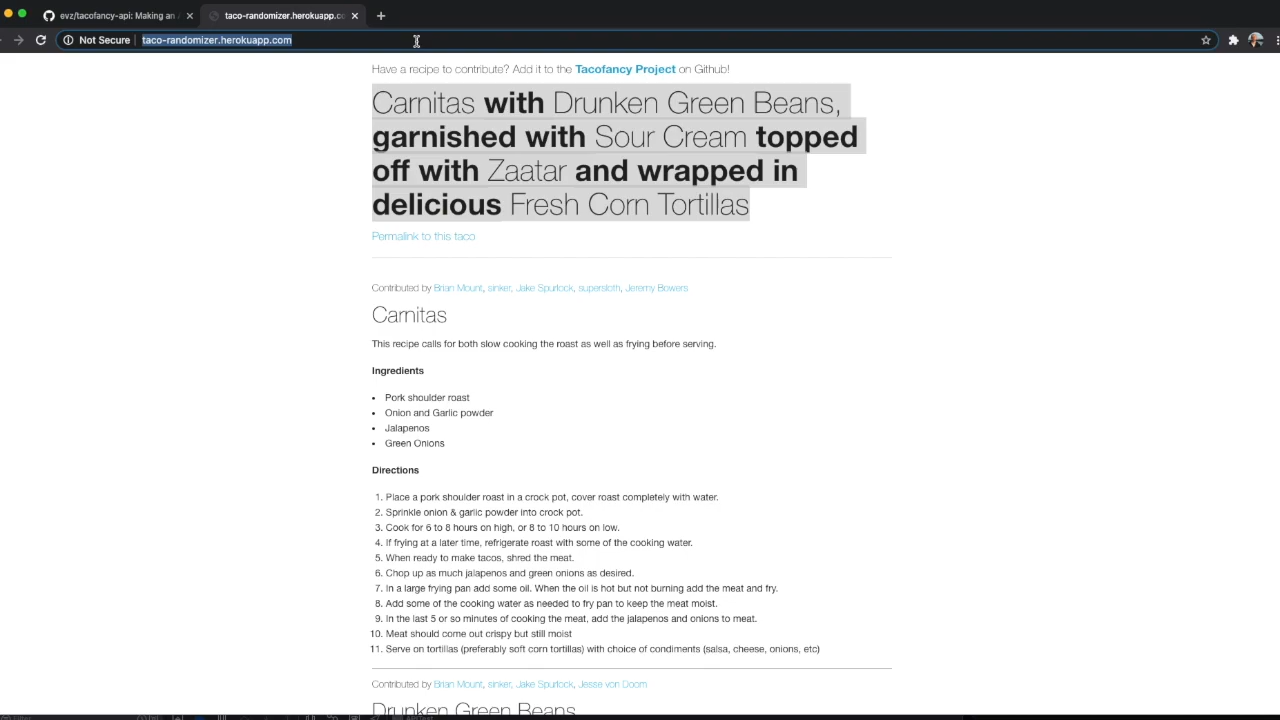 evz/tacofancy-api: Making an
taco-randomizer.herokuapp.co
Not Secure
taco-randomizer.herokuapp.com
Have a recipe to contribute? Add it to the Tacofancy Project on Github!
Carnitas with Drunken Green Beans,
garnished with Sour Cream topped
off with Zaatar and wrapped in
delicious Fresh Corn Tortillas
Permalink to this taco
Contributed by Brian Mount, sinker, Jake Spurlock, supersloth, Jeremy Bowers
Carnitas
This recipe calls for both slow cooking the roast as well as frying before serving.
Ingredients
• Pork shoulder roast
• Onion and Garlic powder
• Jalapenos
• Green Onions
Directions
1. Place a pork shoulder roast in a crock pot, cover roast completely with water.
2. Sprinkle onion & garlic powder into crock pot.
3. Cook for 6 to 8 hours on high, or 8 to 10 hours on low.
4. If frying at a later time, refrigerate roast with some of the cooking water.
5. When ready to make tacos, shred the meat.
6. Chop up as much jalapenos and green onions as desired.
7. In a large frying pan add some oil. When the oil is hot but not burning add the meat and fry.
8. Add some of the cooking water as needed to fry pan to keep the meat moist.
9. In the last 5 or so minutes of cooking the meat, add the jalapenos and onions to meat.
10. Meat should come out crispy but still moist
11. Serve on tortillas (preferably soft corn tortillas) with choice of condiments (salsa, cheese, onions, etc)
Contributed by Brian Mount, sinker, Jake Spurlock, Jesse von Doom
Drunken Green Beans